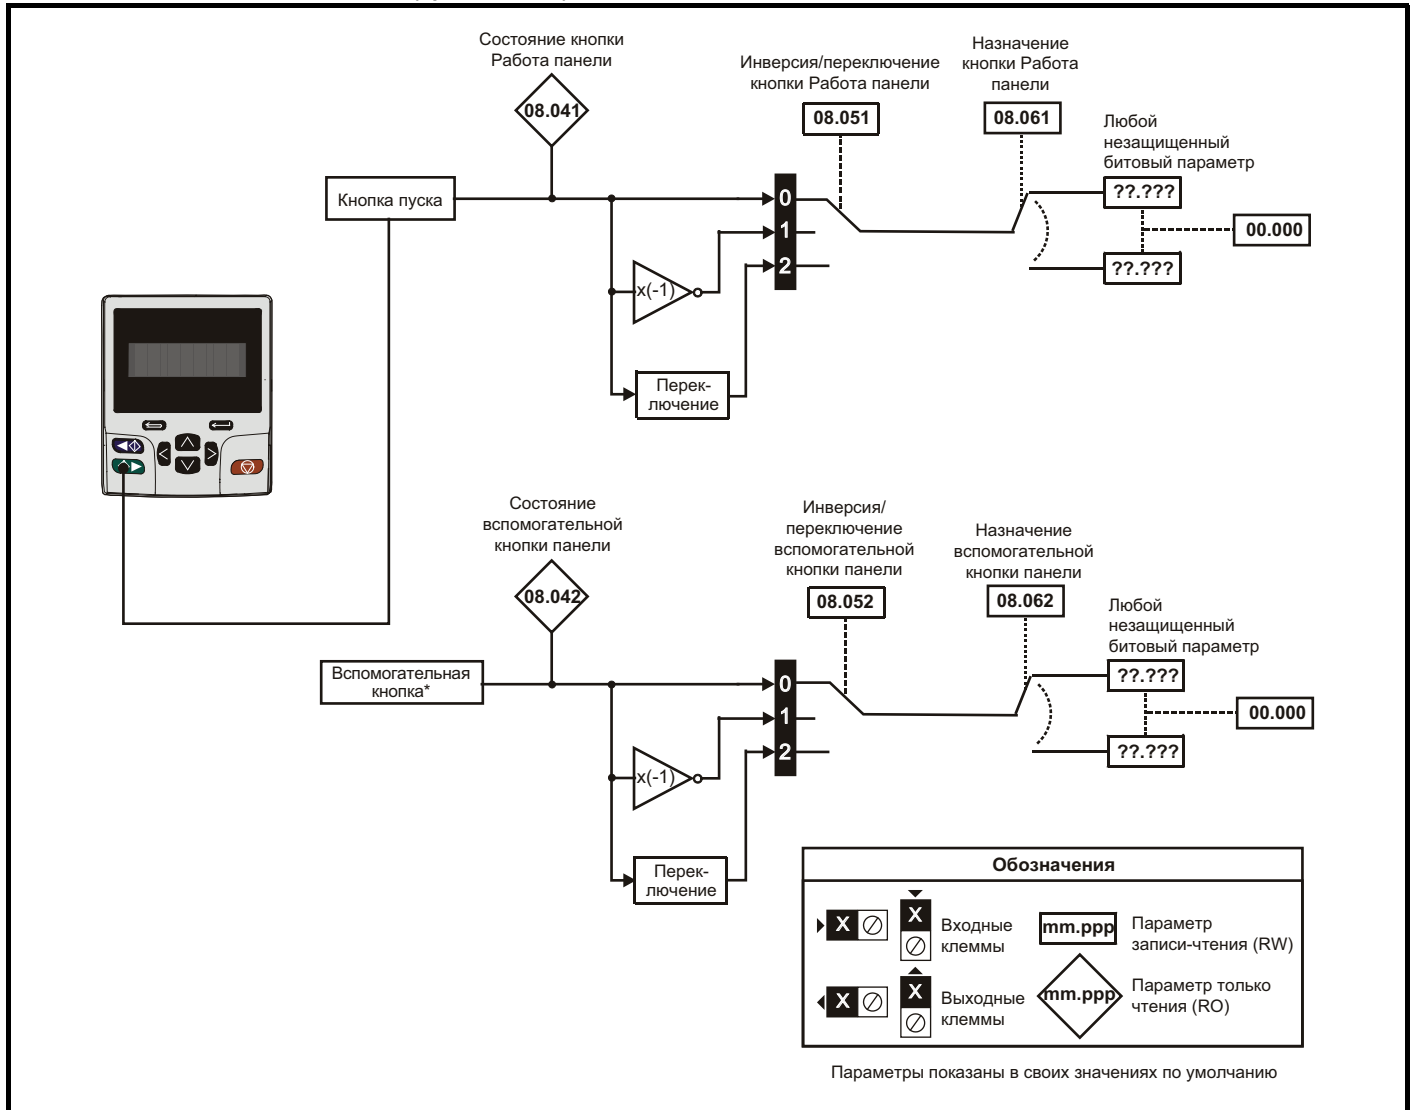 Состояние кнопки
Работа панели
08.041
Инверсия/переключение
кнопки Работа панели
08.051
Назначение
кнопки Работа
панели
08.061
Любой
незащищенный
битовый параметр
??.???
00.000
??.???
Кнопка пуска
0
1
2
x(-1)
Перек-
лючение
Состояние
вспомогательной
кнопки панели
08.042
Инверсия/
переключение
вспомогательной
кнопки панели
08.052
Назначение
вспомогательной
кнопки панели
08.062
Любой
незащищенный
битовый параметр
??.???
00.000
??.???
Вспомогательная
кнопка*
0
1
2
x(-1)
Перек-
лючение
Обозначения
X
X
Входные
клеммы
mm.ppp
Параметр
записи-чтения (RW)
X
X
Выходные
клеммы
mm.ppp
Параметр только
чтения (RO)
Параметры показаны в своих значениях по умолчанию